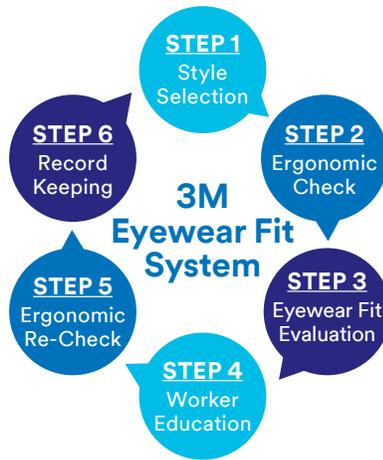 STEP 1
Style
Selection
STEP 2
Ergonomic
Check
STEP 3
Eyewear Fit
Evaluation
STEP 4
Worker
Education
STEP 5
Ergonomic
Re-Check
STEP 6
Record
Keeping
3M
Eyewear Fit
System